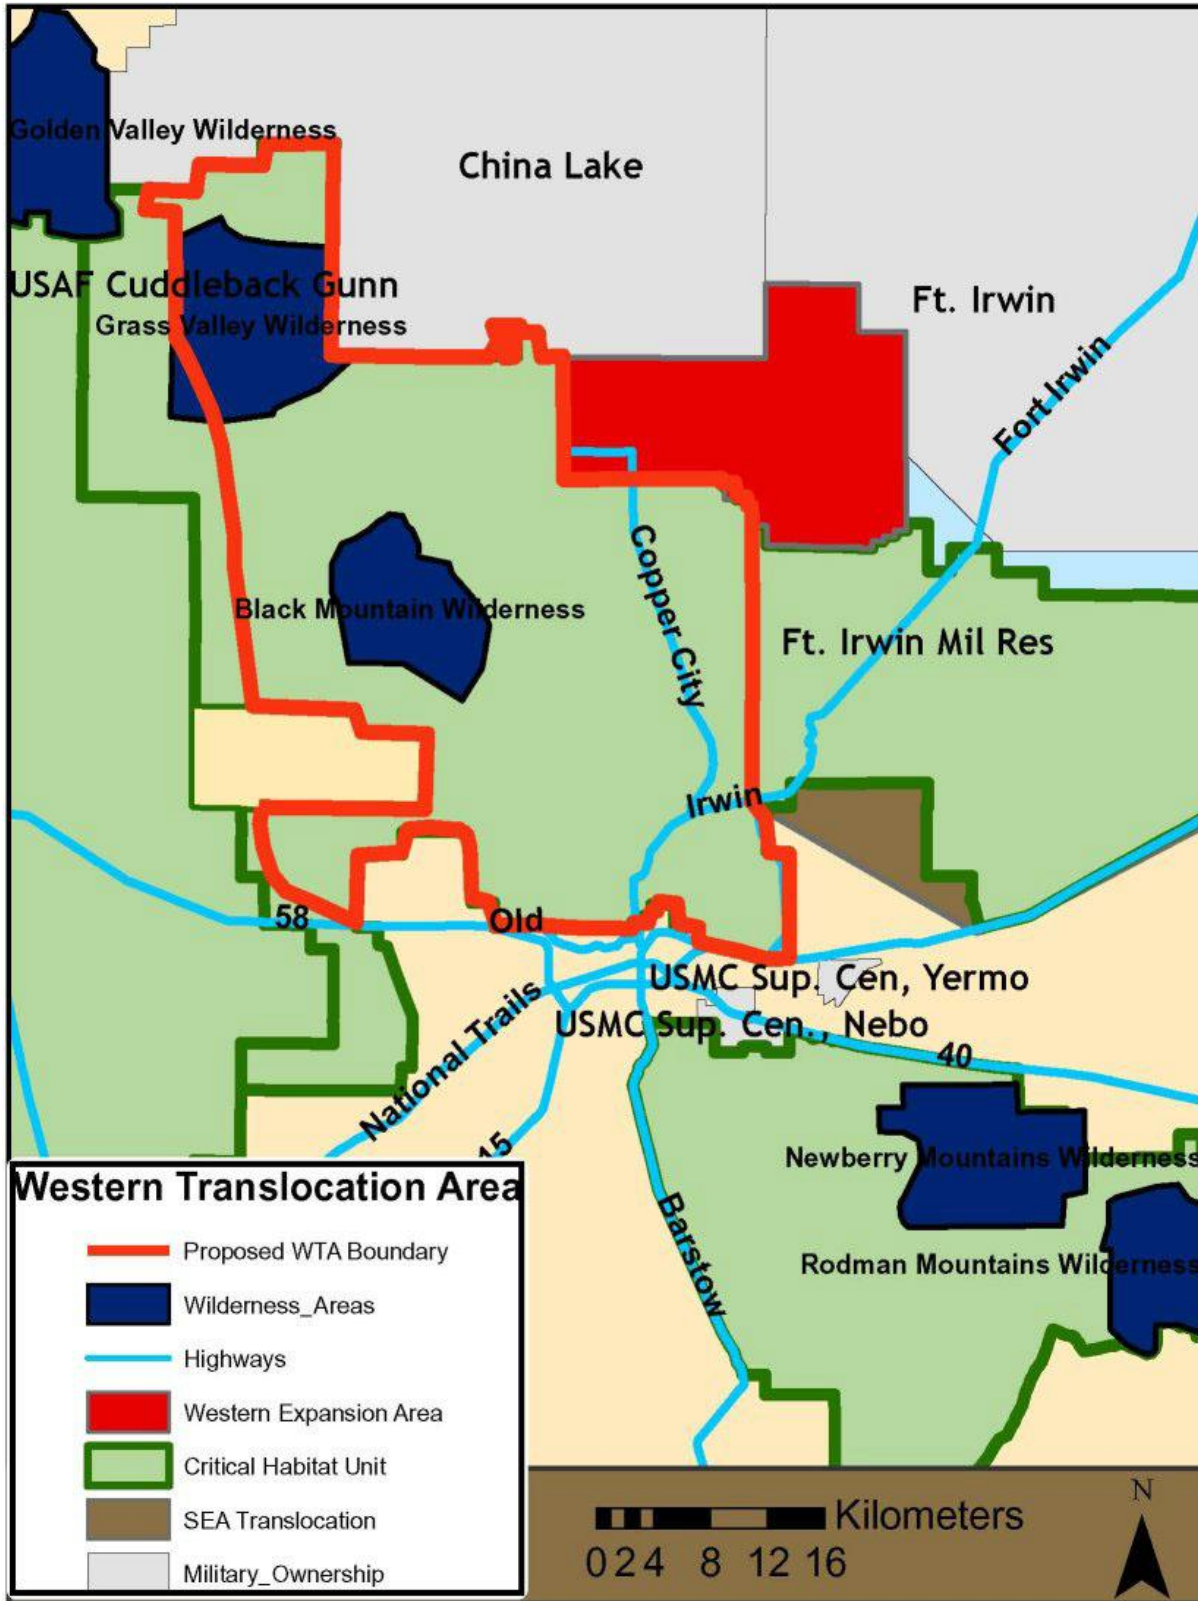 Golden Valley Wilderness
China Lake
USAF Cuddleback Gunn
Ft. Irwin
Grass Valley Wilderness
Fort Irwin
Copper City
Black Mountain Wilderness
Ft. Irwin Mil Res
Irwin
58
Old
USMC Sup. Cen, Yermo
National Trails
USMC Sup. Cen., Nebo
40
15
Newberry Mountains Wilderness
Barstow
Rodman Mountains Wilderness
Western Translocation Area
Proposed WTA Boundary
Wilderness_Areas
Highways
Western Expansion Area
Critical Habitat Unit
SEA Translocation
Military_Ownership
Kilometers
0 2 4 8 12 16
N